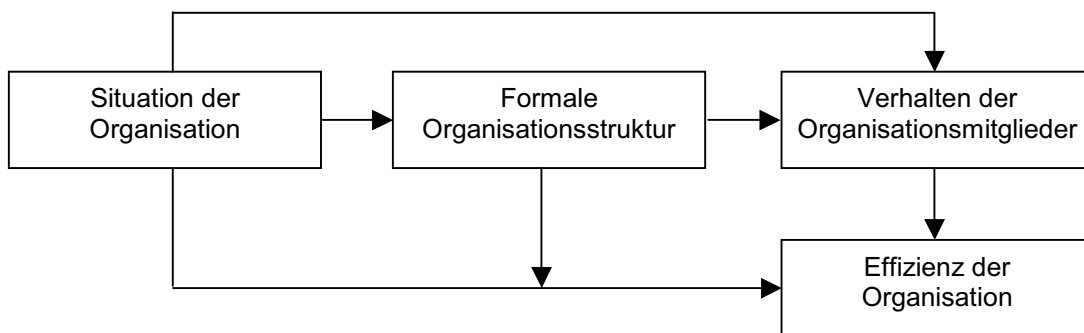 Situation der
Organisation
Formale
Organisationsstruktur
Verhalten der
Organisationsmitglieder
Effizienz der
Organisation